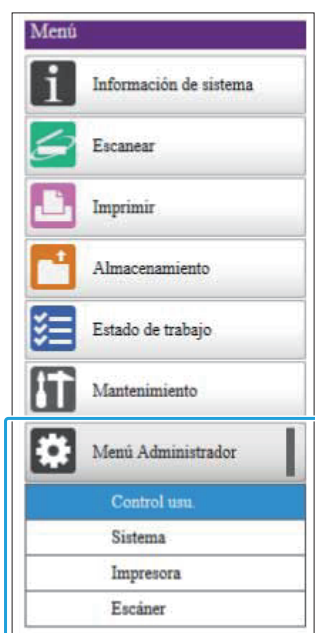 Menú
Información de sistema
Escanear
Imprimir
Almacenamiento
Estado de trabajo
Mantenimiento
Menú Administrador
Control usu.
Sistema
Impresora
Escáner